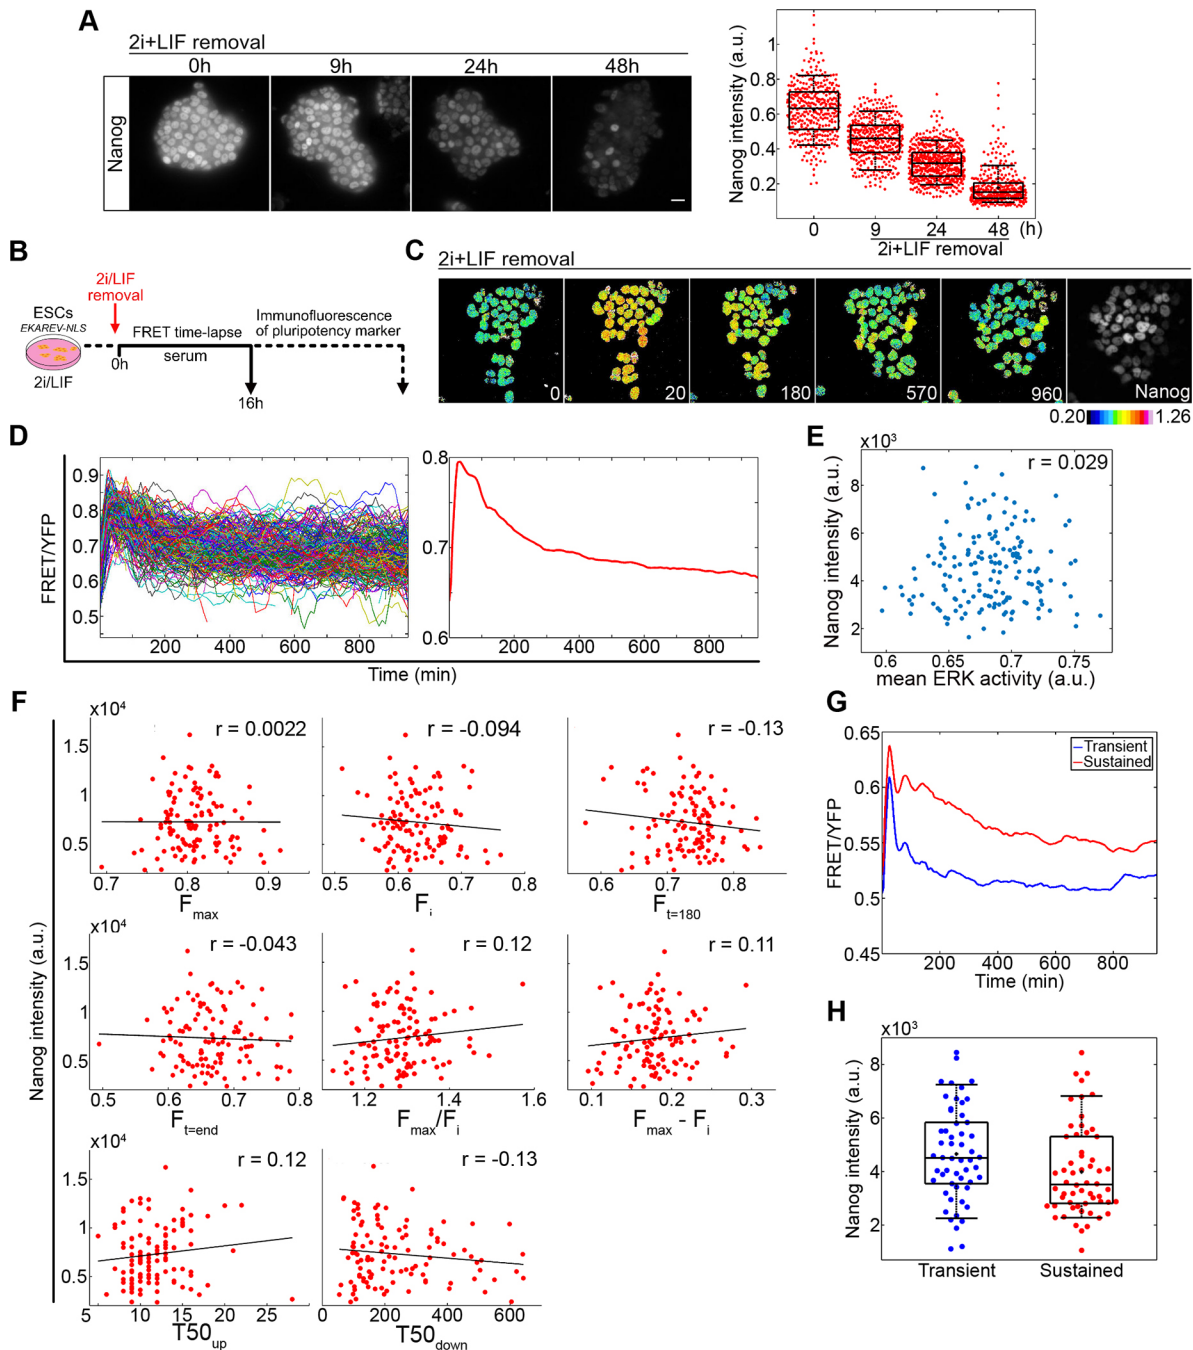 A
2i+LIF removal
0h 9h 24h 48h
Nanog
Nanog intensity (a.u.)
1
0.8
0.6
0.4
0.2
0 9 24 48 (h)
2i+LIF removal
B
2i/LIF
removal
ESCs
EKAREV-NLS
2i/LIF
0h
FRET time-lapse
serum
16h
Immunofluorescence
of pluripotency marker
C
2i+LIF removal
0 20 180 570 960 Nanog
0.20 1.26
D
FRET/YFP
0.9
0.8
0.7
0.6
0.5
200 400 600 800
0.8
0.7
0.6
200 400 600 800
Time (min)
E
x10³
r = 0.029
Nanog intensity (a.u.)
8
6
4
2
0.6 0.65 0.7 0.75
mean ERK activity (a.u.)
F
Nanog intensity (a.u.)
x10⁴
r = 0.0022
1.5
1
0.5
0.7 0.8 0.9
Fmax
r = -0.094
0.5 0.6 0.7 0.8
Fi
r = -0.13
0.6 0.7 0.8
Ft=180
x10⁴
r = -0.043
1.5
1
0.5
0.5 0.6 0.7 0.8
Ft=end
r = 0.12
1.2 1.4 1.6
Fmax/Fi
r = 0.11
0.1 0.2 0.3
Fmax - Fi
x10⁴
r = 0.12
1.5
1
0.5
5 10 15 20 25
T50up
r = -0.13
0 200 400 600
T50down
G
FRET/YFP
0.65
0.6
0.55
0.5
0.45
Transient
Sustained
200 400 600 800
Time (min)
H
x10³
Nanog intensity (a.u.)
8
6
4
2
Transient Sustained